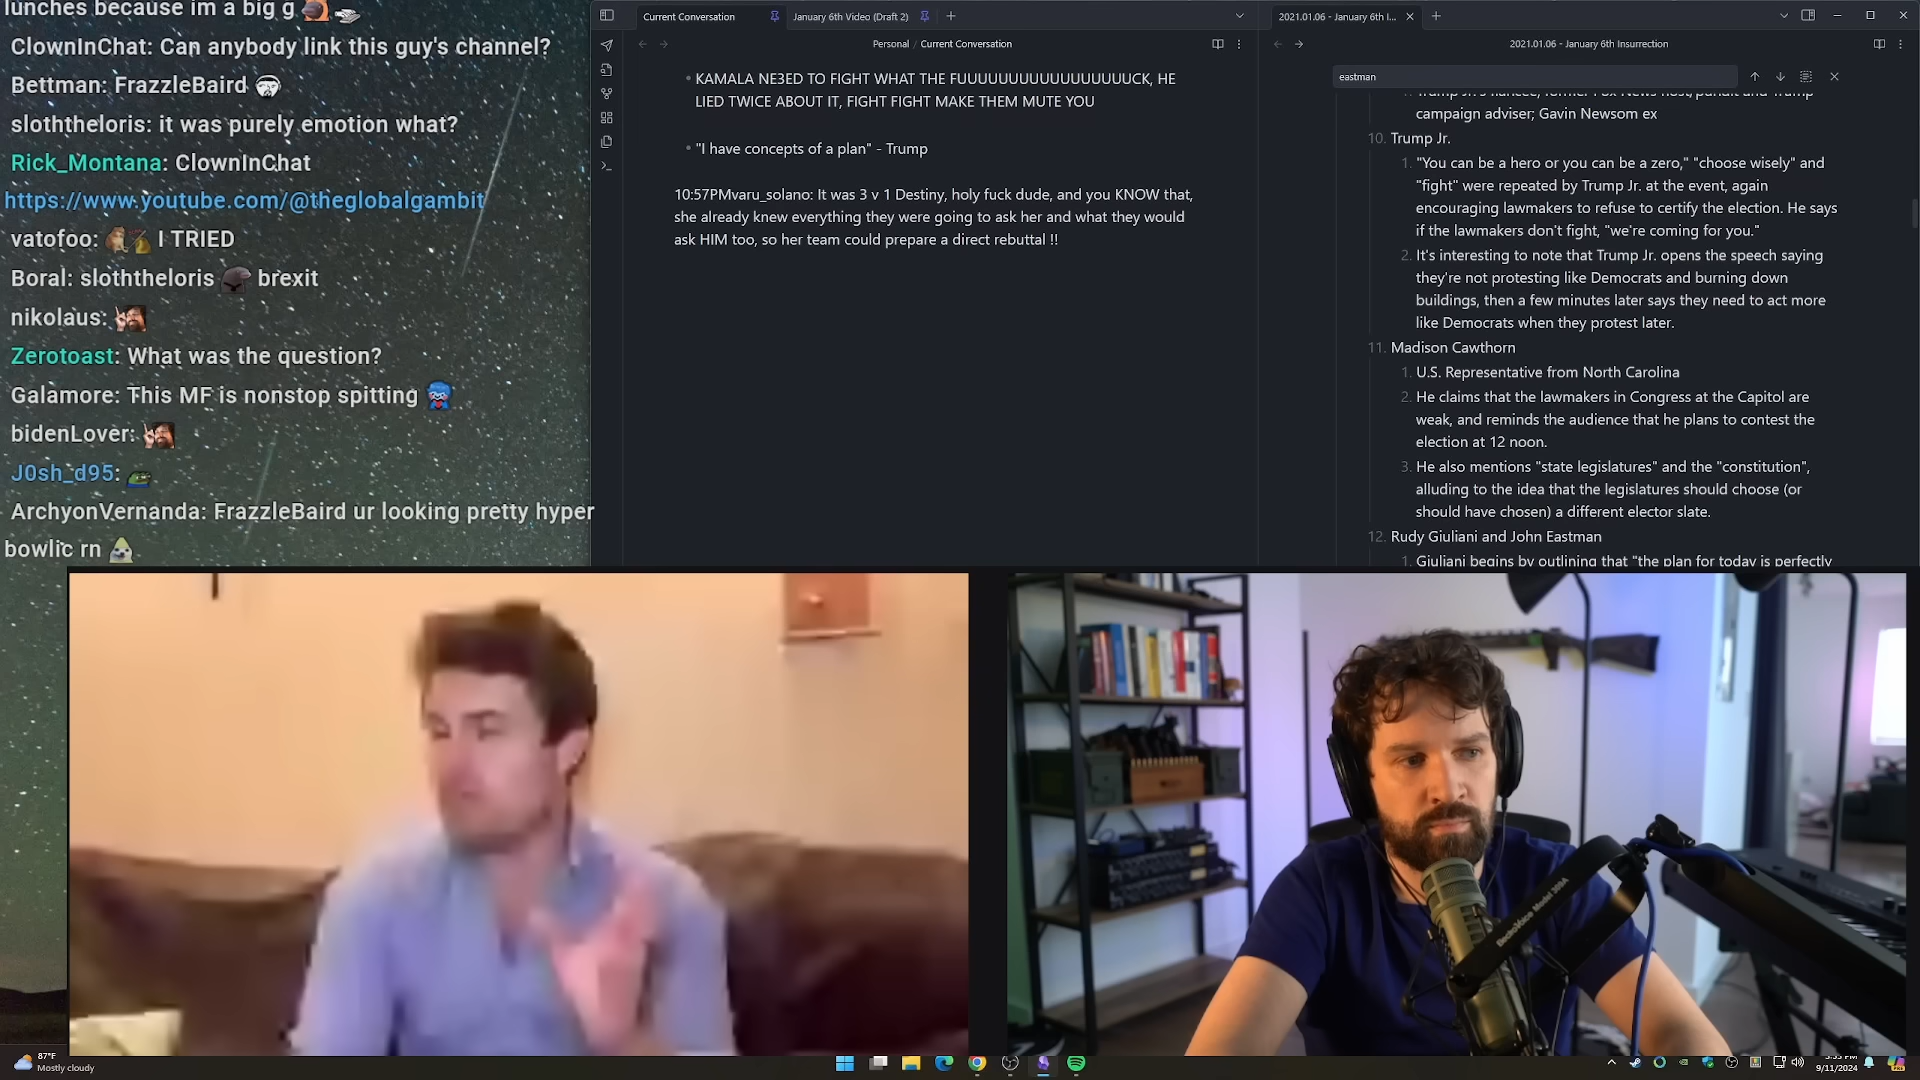 lunches because im a big g
ClownInChat: Can anybody link this guy's channel?
Bettman: FrazzleBaird
sloththeloris: it was purely emotion what?
Rick_Montana: ClownInChat
https://www.youtube.com/@theglobalgambit
vatofoo: I TRIED
Boral: sloththeloris brexit
nikolaus:
Zerotoast: What was the question?
Galamore: This MF is nonstop spitting
bidenLover:
J0sh_d95:
ArchyonVernanda: FrazzleBaird ur looking pretty hyper
bowlic rn
Current Conversation
January 6th Video (Draft 2)
Personal / Current Conversation
KAMALA NE3ED TO FIGHT WHAT THE FUUUUUUUUUUUUUUUUCK, HE
LIED TWICE ABOUT IT, FIGHT FIGHT MAKE THEM MUTE YOU
"I have concepts of a plan" - Trump
10:57PMvaru_solano: It was 3 v 1 Destiny, holy fuck dude, and you KNOW that,
she already knew everything they were going to ask her and what they would
ask HIM too, so her team could prepare a direct rebuttal !!
2021.01.06 - January 6th I...
2021.01.06 - January 6th Insurrection
eastman
1. Trump Jr.'s fiancée, former Fox News host, pundit and Trump
campaign adviser; Gavin Newsom ex
10. Trump Jr.
1. "You can be a hero or you can be a zero," "choose wisely" and
"fight" were repeated by Trump Jr. at the event, again
encouraging lawmakers to refuse to certify the election. He says
if the lawmakers don't fight, "we're coming for you."
2. It's interesting to note that Trump Jr. opens the speech saying
they're not protesting like Democrats and burning down
buildings, then a few minutes later says they need to act more
like Democrats when they protest later.
11. Madison Cawthorn
1. U.S. Representative from North Carolina
2. He claims that the lawmakers in Congress at the Capitol are
weak, and reminds the audience that he plans to contest the
election at 12 noon.
3. He also mentions "state legislatures" and the "constitution",
alluding to the idea that the legislatures should choose (or
should have chosen) a different elector slate.
12. Rudy Giuliani and John Eastman
1. Giuliani begins by outlining that "the plan for today is perfectly
ElectroVoice Model 309A
87°F
Mostly cloudy
9/11/2024